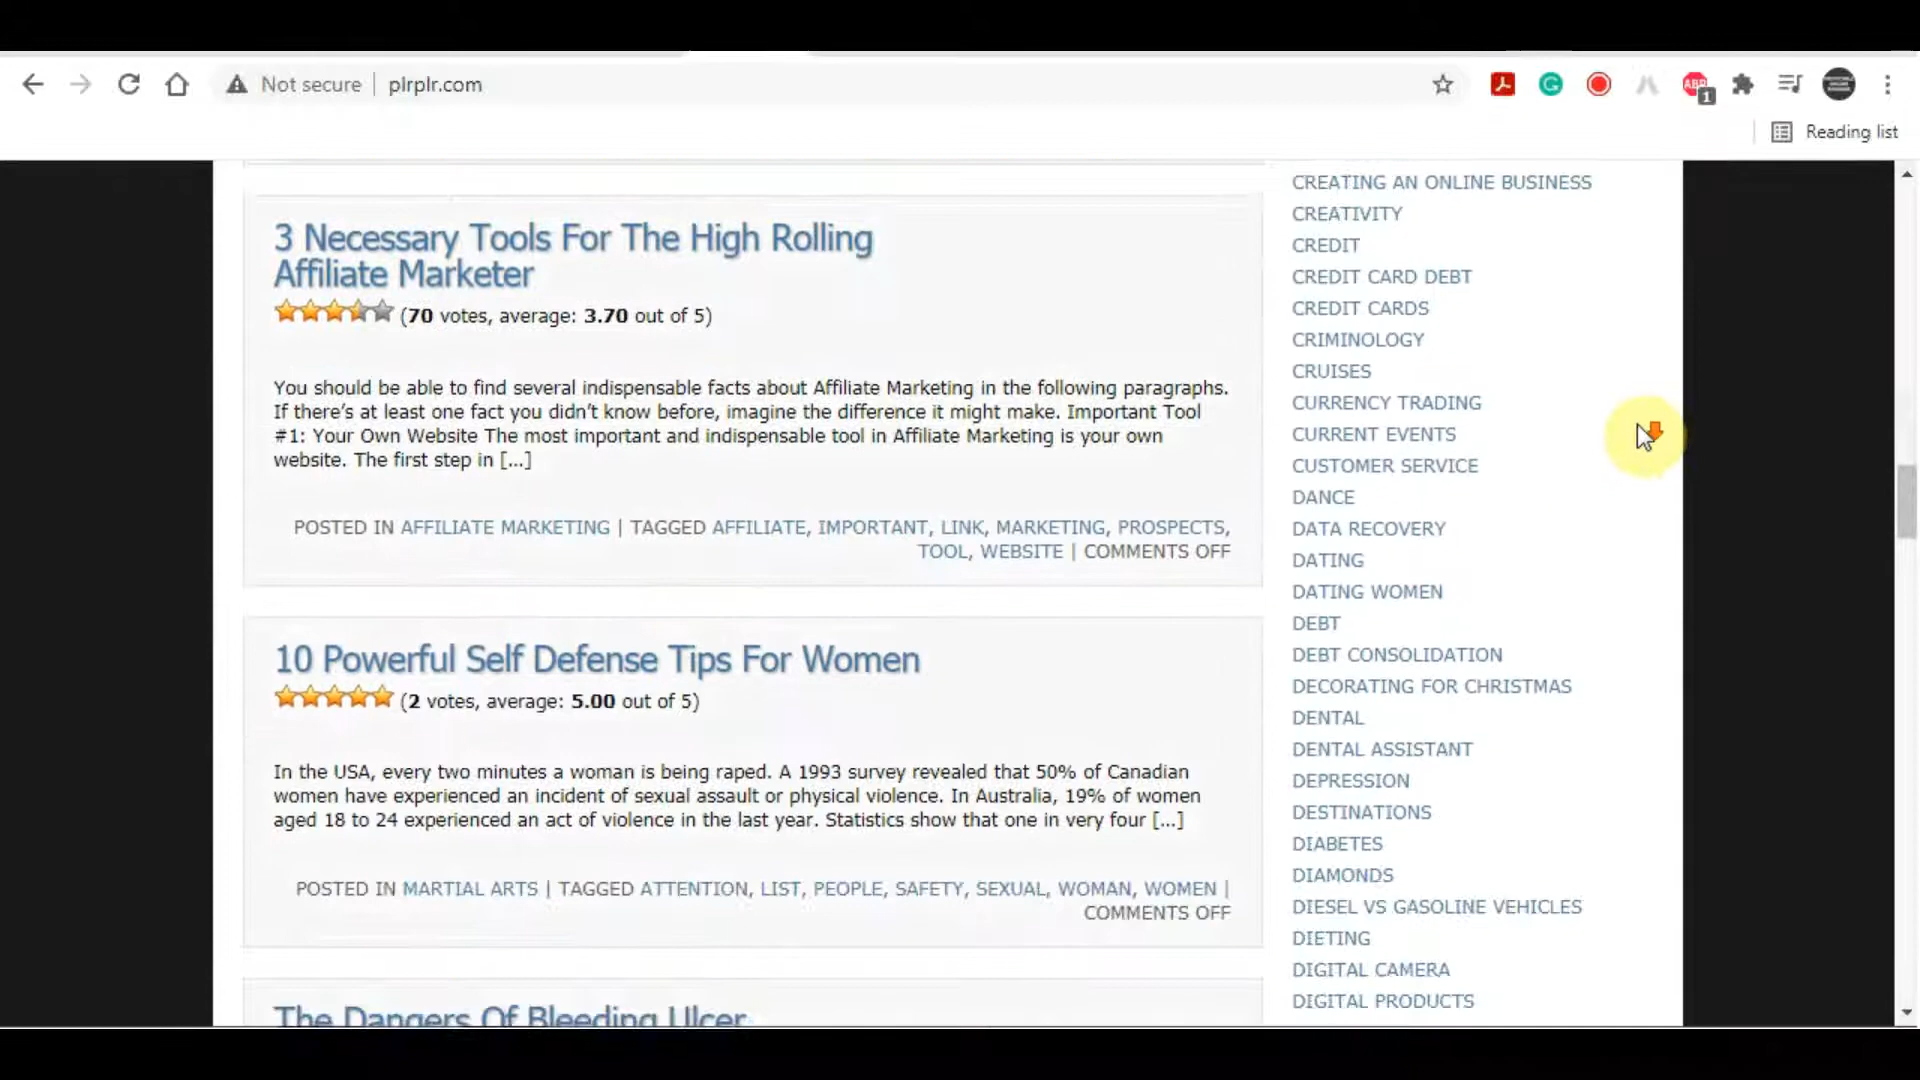 Not secure | plrplr.com
ABP
1
Reading list
3 Necessary Tools For The High Rolling
Affiliate Marketer
(70 votes, average: 3.70 out of 5)
You should be able to find several indispensable facts about Affiliate Marketing in the following paragraphs.
If there's at least one fact you didn't know before, imagine the difference it might make. Important Tool
#1: Your Own Website The most important and indispensable tool in Affiliate Marketing is your own
website. The first step in [...]
POSTED IN AFFILIATE MARKETING | TAGGED AFFILIATE, IMPORTANT, LINK, MARKETING, PROSPECTS,
TOOL, WEBSITE | COMMENTS OFF
10 Powerful Self Defense Tips For Women
(2 votes, average: 5.00 out of 5)
In the USA, every two minutes a woman is being raped. A 1993 survey revealed that 50% of Canadian
women have experienced an incident of sexual assault or physical violence. In Australia, 19% of women
aged 18 to 24 experienced an act of violence in the last year. Statistics show that one in very four [...]
POSTED IN MARTIAL ARTS | TAGGED ATTENTION, LIST, PEOPLE, SAFETY, SEXUAL, WOMAN, WOMEN |
COMMENTS OFF
The Dangers Of Bleeding Ulcer
CREATING AN ONLINE BUSINESS
CREATIVITY
CREDIT
CREDIT CARD DEBT
CREDIT CARDS
CRIMINOLOGY
CRUISES
CURRENCY TRADING
CURRENT EVENTS
CUSTOMER SERVICE
DANCE
DATA RECOVERY
DATING
DATING WOMEN
DEBT
DEBT CONSOLIDATION
DECORATING FOR CHRISTMAS
DENTAL
DENTAL ASSISTANT
DEPRESSION
DESTINATIONS
DIABETES
DIAMONDS
DIESEL VS GASOLINE VEHICLES
DIETING
DIGITAL CAMERA
DIGITAL PRODUCTS